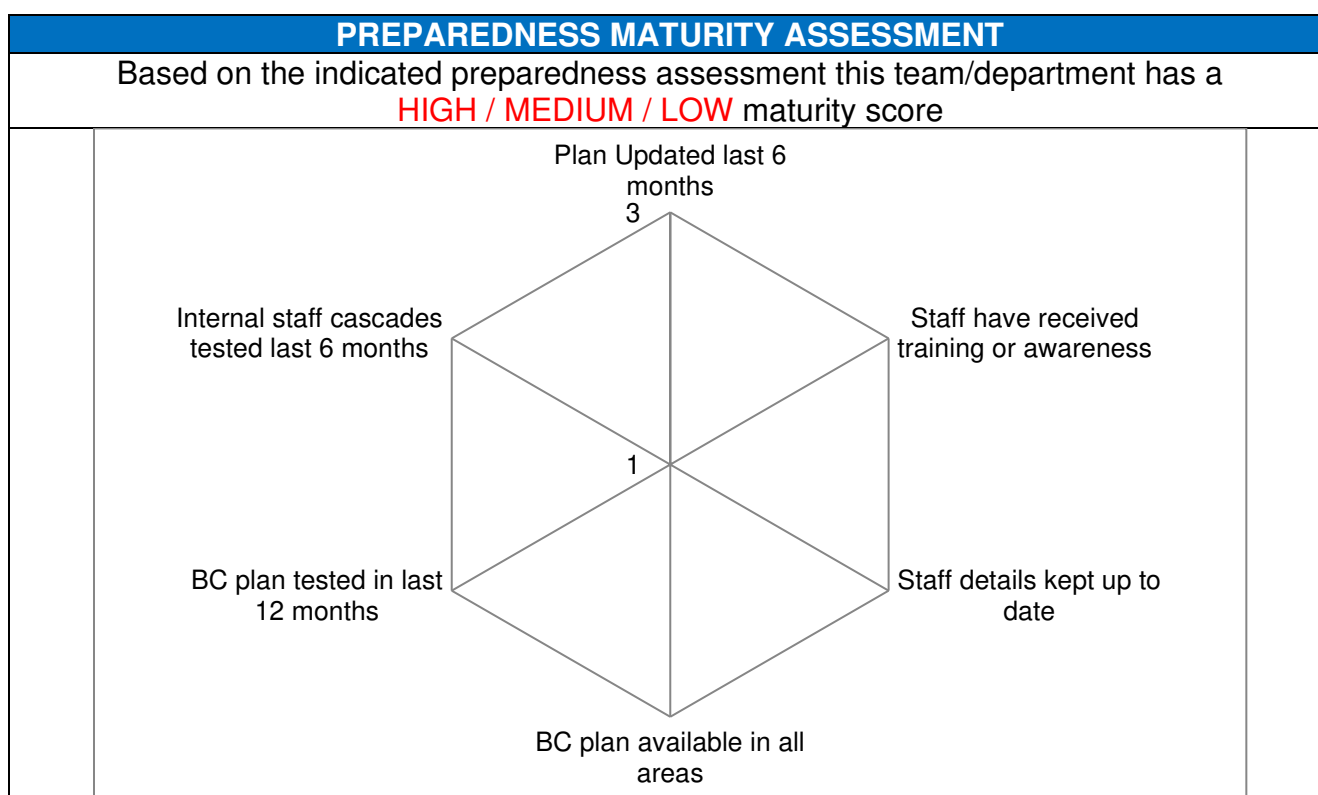 PREPAREDNESS MATURITY ASSESSMENT
Based on the indicated preparedness assessment this team/department has a
HIGH / MEDIUM / LOW maturity score
Plan Updated last 6
months
3
Internal staff cascades
tested last 6 months
Staff have received
training or awareness
1
BC plan tested in last
12 months
Staff details kept up to
date
BC plan available in all
areas